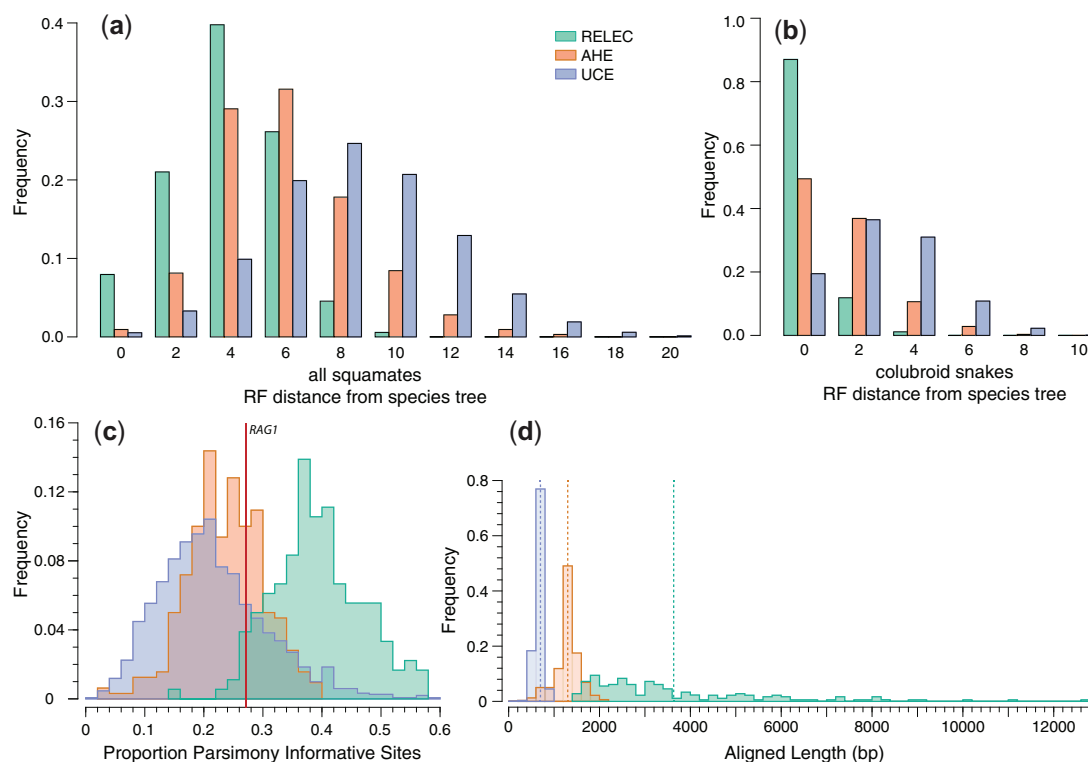 (a)
RELEC
AHE
UCE
Frequency
0.4
0.3
0.2
0.1
0.0
0 2 4 6 8 10 12 14 16 18 20
all squamates
RF distance from species tree
(b)
Frequency
1.0
0.8
0.6
0.4
0.2
0.0
0 2 4 6 8 10
colubroid snakes
RF distance from species tree
(c)
RAG1
Frequency
0.16
0.12
0.08
0.04
0
0 0.1 0.2 0.3 0.4 0.5 0.6
Proportion Parsimony Informative Sites
(d)
Frequency
0.8
0.6
0.4
0.2
0.0
0 2000 4000 6000 8000 10000 12000
Aligned Length (bp)